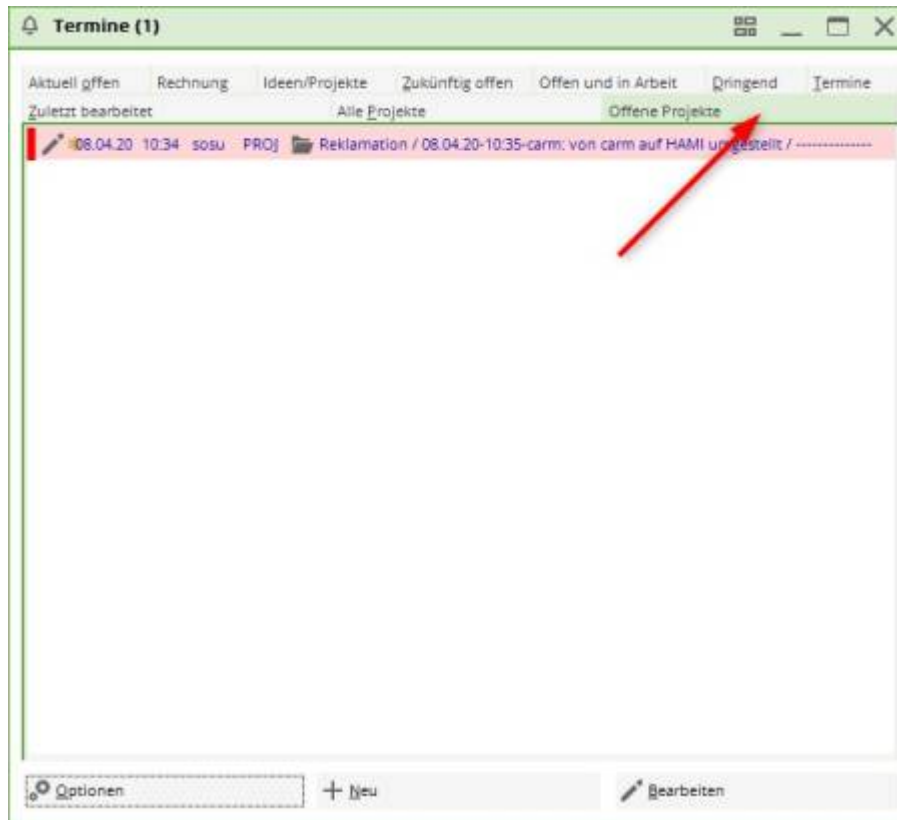 Termine (1)
Aktuell offen Rechnung Ideen/Projekte Zukünftig offen Offen und in Arbeit Dringend Termine
Zuletzt bearbeitet Alle Projekte Offene Projekte
08.04.20 10:34 sosu PROJ Reklamation / 08.04.20-10:35-carm: von carm auf HAMI umgestellt / ---------------
Optionen Neu Bearbeiten